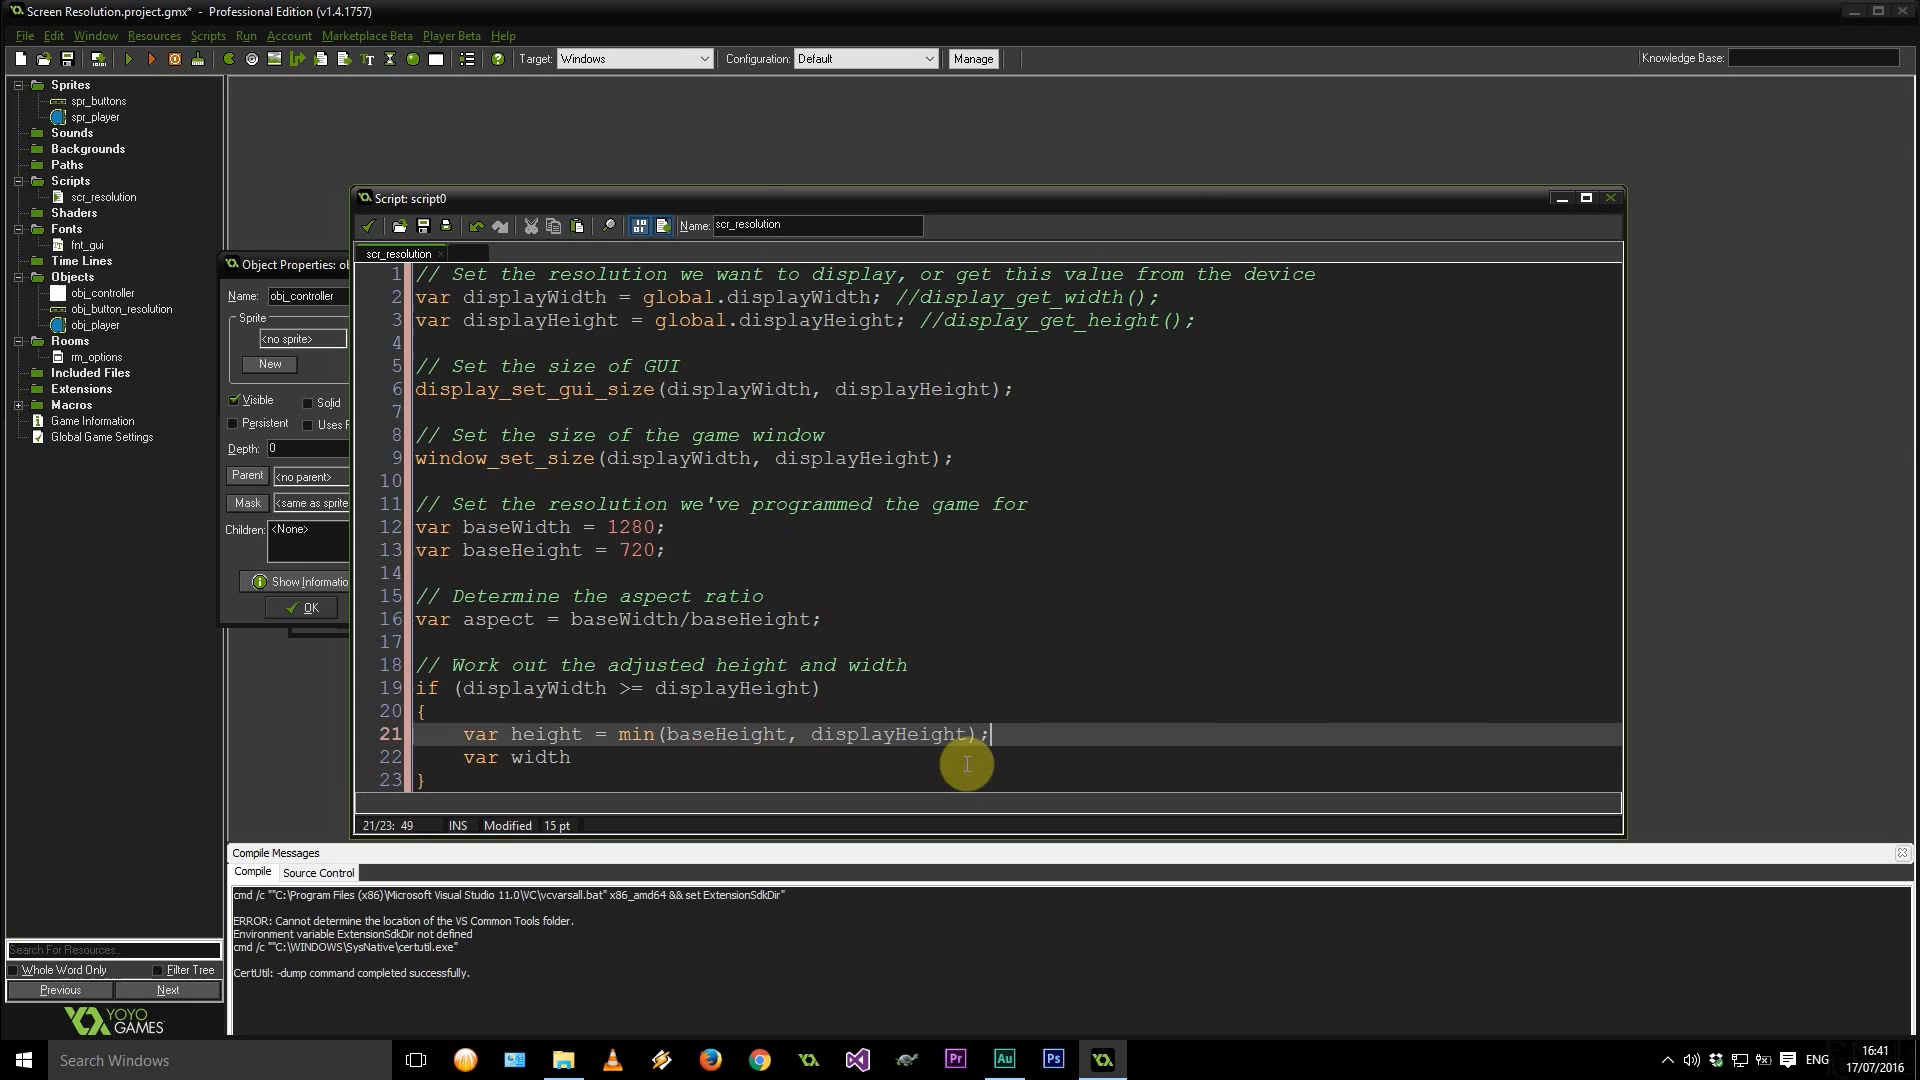 Screen Resolution.project.gmx* - Professional Edition (v1.4.1757)
File Edit Window Resources Scripts Run Account Marketplace Beta Player Beta Help
Target: Windows Configuration: Default Manage Knowledge Base:
Sprites
spr_buttons
spr_player
Sounds
Backgrounds
Paths
Scripts
scr_resolution
Shaders
Fonts
fnt_gui
Time Lines
Objects
obj_controller
obj_button_resolution
obj_player
Rooms
rm_options
Included Files
Extensions
Macros
Game Information
Global Game Settings
Search For Resources...
Whole Word Only Filter Tree
Previous Next
YOYO
GAMES
Object Properties: ob
Name: obj_controller
Sprite
<no sprite>
New
Visible Solid
Persistent Uses P
Depth: 0
Parent <no parent>
Mask <same as sprite
Children: <None>
Show Informatio
OK
Script: script0
Name: scr_resolution
scr_resolution
1 // Set the resolution we want to display, or get this value from the device
2 var displayWidth = global.displayWidth; //display_get_width();
3 var displayHeight = global.displayHeight; //display_get_height();
4
5 // Set the size of GUI
6 display_set_gui_size(displayWidth, displayHeight);
7
8 // Set the size of the game window
9 window_set_size(displayWidth, displayHeight);
10
11 // Set the resolution we've programmed the game for
12 var baseWidth = 1280;
13 var baseHeight = 720;
14
15 // Determine the aspect ratio
16 var aspect = baseWidth/baseHeight;
17
18 // Work out the adjusted height and width
19 if (displayWidth >= displayHeight)
20 {
21 var height = min(baseHeight, displayHeight);
22 var width
23 }
21/23: 49 INS Modified 15 pt
Compile Messages
Compile Source Control
cmd /c ""C:\Program Files (x86)\Microsoft Visual Studio 11.0\VC\vcvarsall.bat" x86_amd64 && set ExtensionSdkDir"
ERROR: Cannot determine the location of the VS Common Tools folder.
Environment variable ExtensionSdkDir not defined
cmd /c ""C:\WINDOWS\SysNative\certutil.exe"
CertUtil: -dump command completed successfully.
Search Windows
Pr Au Ps
ENG
16:41
17/07/2016